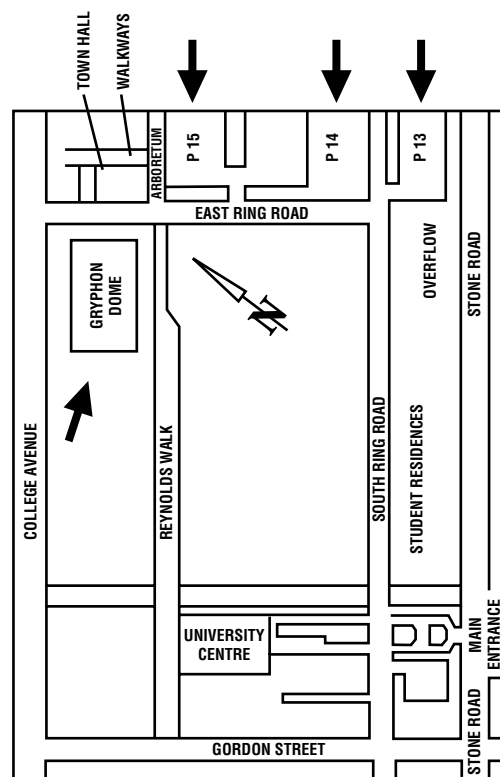 TOWN HALL
WALKWAYS
ARBORETUM
P 15
P 14
P 13
EAST RING ROAD
GRYPHON
DOME
N
OVERFLOW
STONE ROAD
COLLEGE AVENUE
REYNOLDS WALK
SOUTH RING ROAD
STUDENT RESIDENCES
UNIVERSITY
CENTRE
MAIN
ENTRANCE
GORDON STREET
STONE ROAD